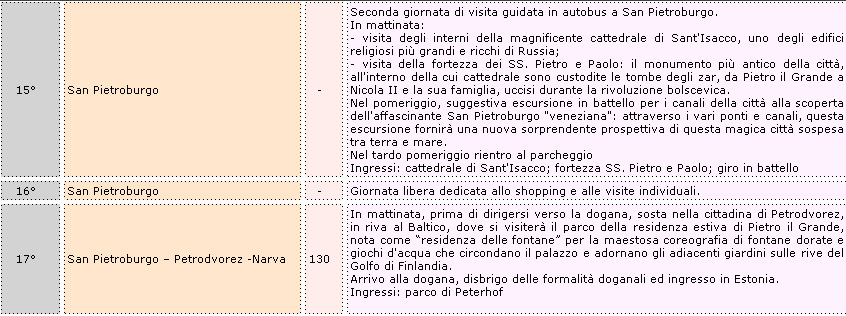 15°
San Pietroburgo
-
Seconda giornata di visita guidata in autobus a San Pietroburgo.
In mattinata:
- visita degli interni della magnificente cattedrale di Sant'Isacco, uno degli edifici
religiosi più grandi e ricchi di Russia;
- visita della fortezza dei SS. Pietro e Paolo: il monumento più antico della città,
all'interno della cui cattedrale sono custodite le tombe degli zar, da Pietro il Grande a
Nicola II e la sua famiglia, uccisi durante la rivoluzione bolscevica.
Nel pomeriggio, suggestiva escursione in battello per i canali della città alla scoperta
dell'affascinante San Pietroburgo "veneziana": attraverso i vari ponti e canali, questa
escursione fornirà una nuova sorprendente prospettiva di questa magica città sospesa
tra terra e mare.
Nel tardo pomeriggio rientro al parcheggio
Ingressi: cattedrale di Sant'Isacco; fortezza SS. Pietro e Paolo; giro in battello
16°
San Pietroburgo
-
Giornata libera dedicata allo shopping e alle visite individuali.
17°
San Pietroburgo – Petrodvorez -Narva
130
In mattinata, prima di dirigersi verso la dogana, sosta nella cittadina di Petrodvorez,
in riva al Baltico, dove si visiterà il parco della residenza estiva di Pietro il Grande,
nota come “residenza delle fontane” per la maestosa coreografia di fontane dorate e
giochi d'acqua che circondano il palazzo e adornano gli adiacenti giardini sulle rive del
Golfo di Finlandia.
Arrivo alla dogana, disbrigo delle formalità doganali ed ingresso in Estonia.
Ingressi: parco di Peterhof